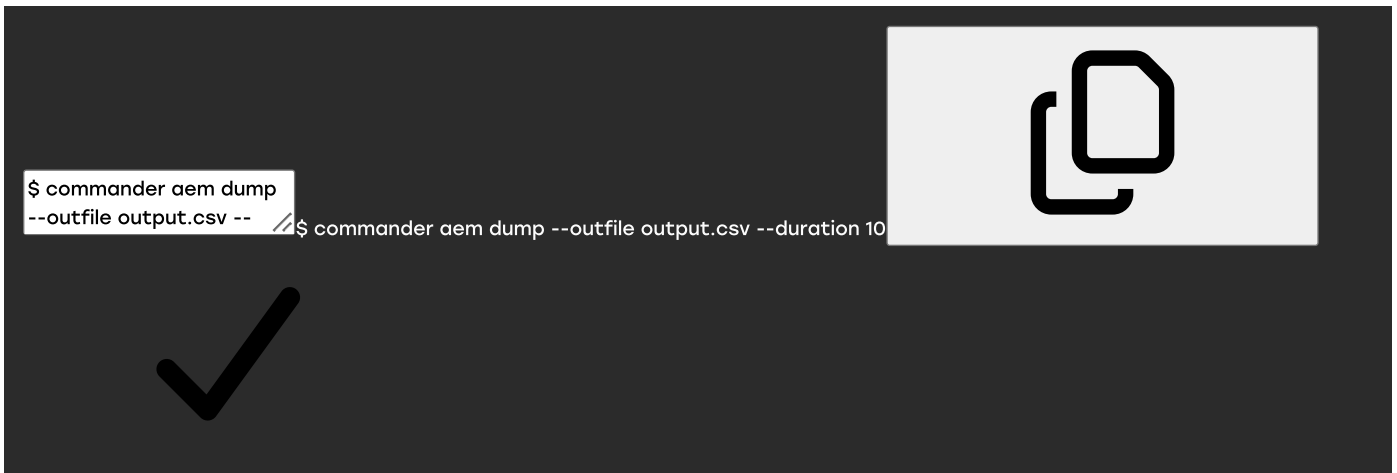 $ commander aem dump
--outfile output.csv --
$ commander aem dump --outfile output.csv --duration 10